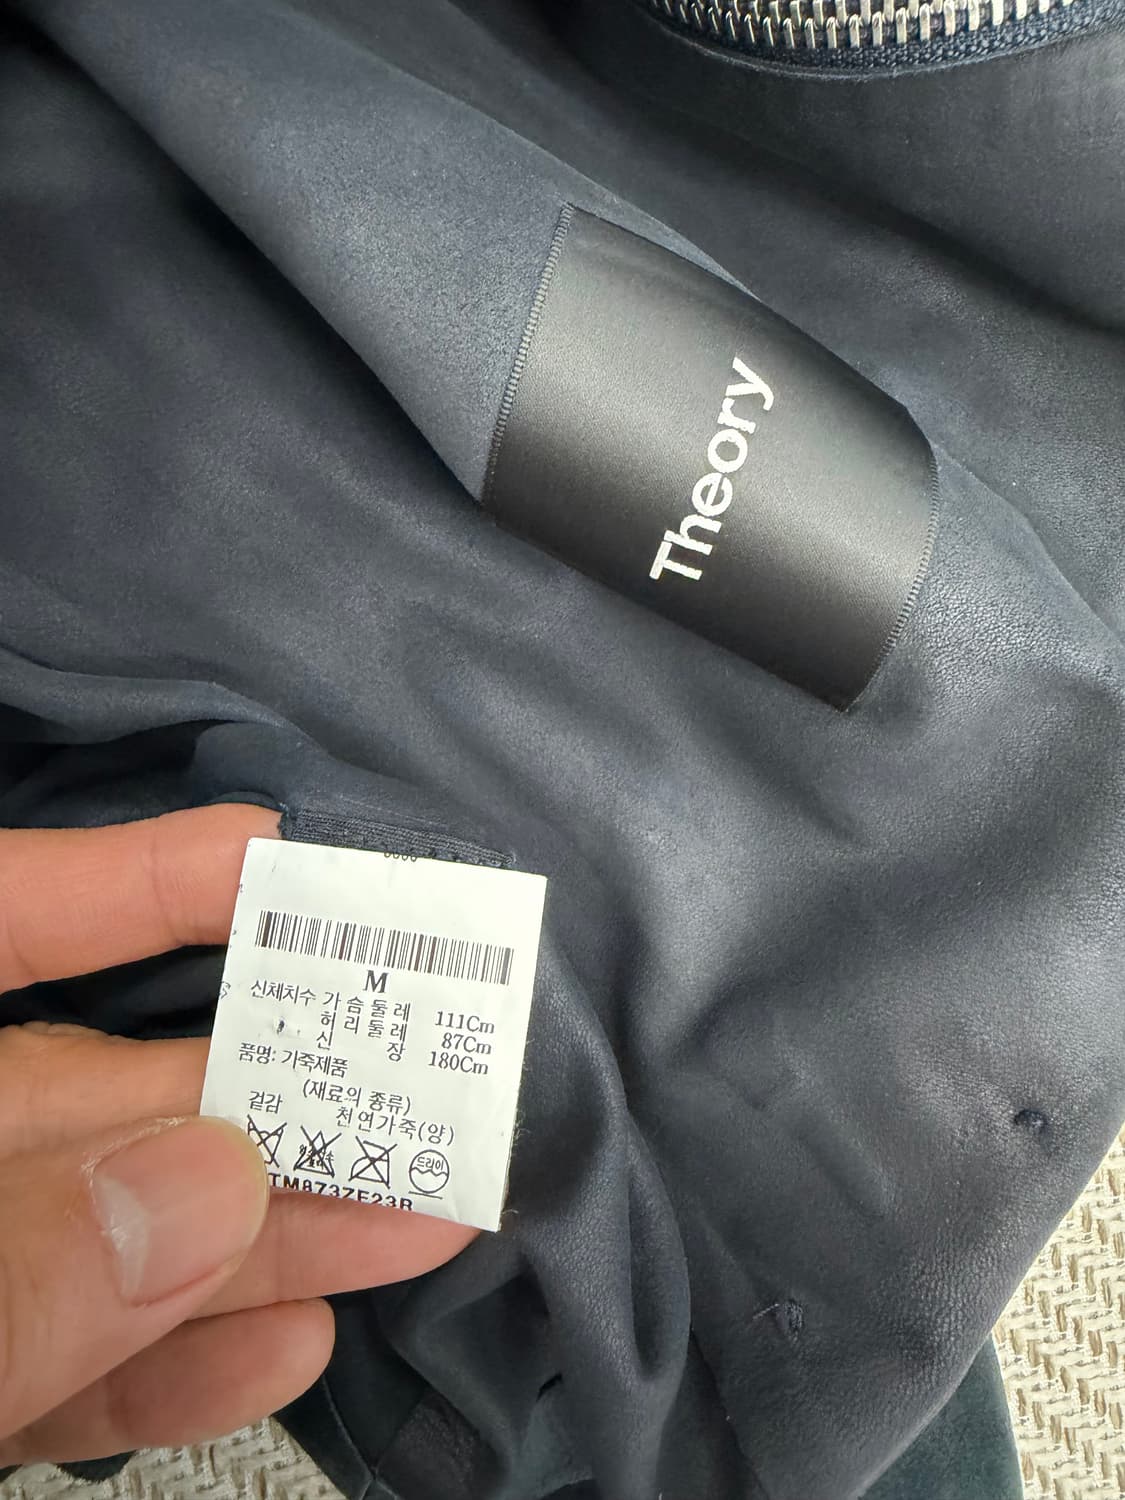 Theory
M
신체치수 가슴둘레 111Cm
허리둘레 87Cm
신 장 180Cm
품명: 가죽제품
(재료의 종류)
겉감 천연가죽(양)
드라이
TM873ZF23R